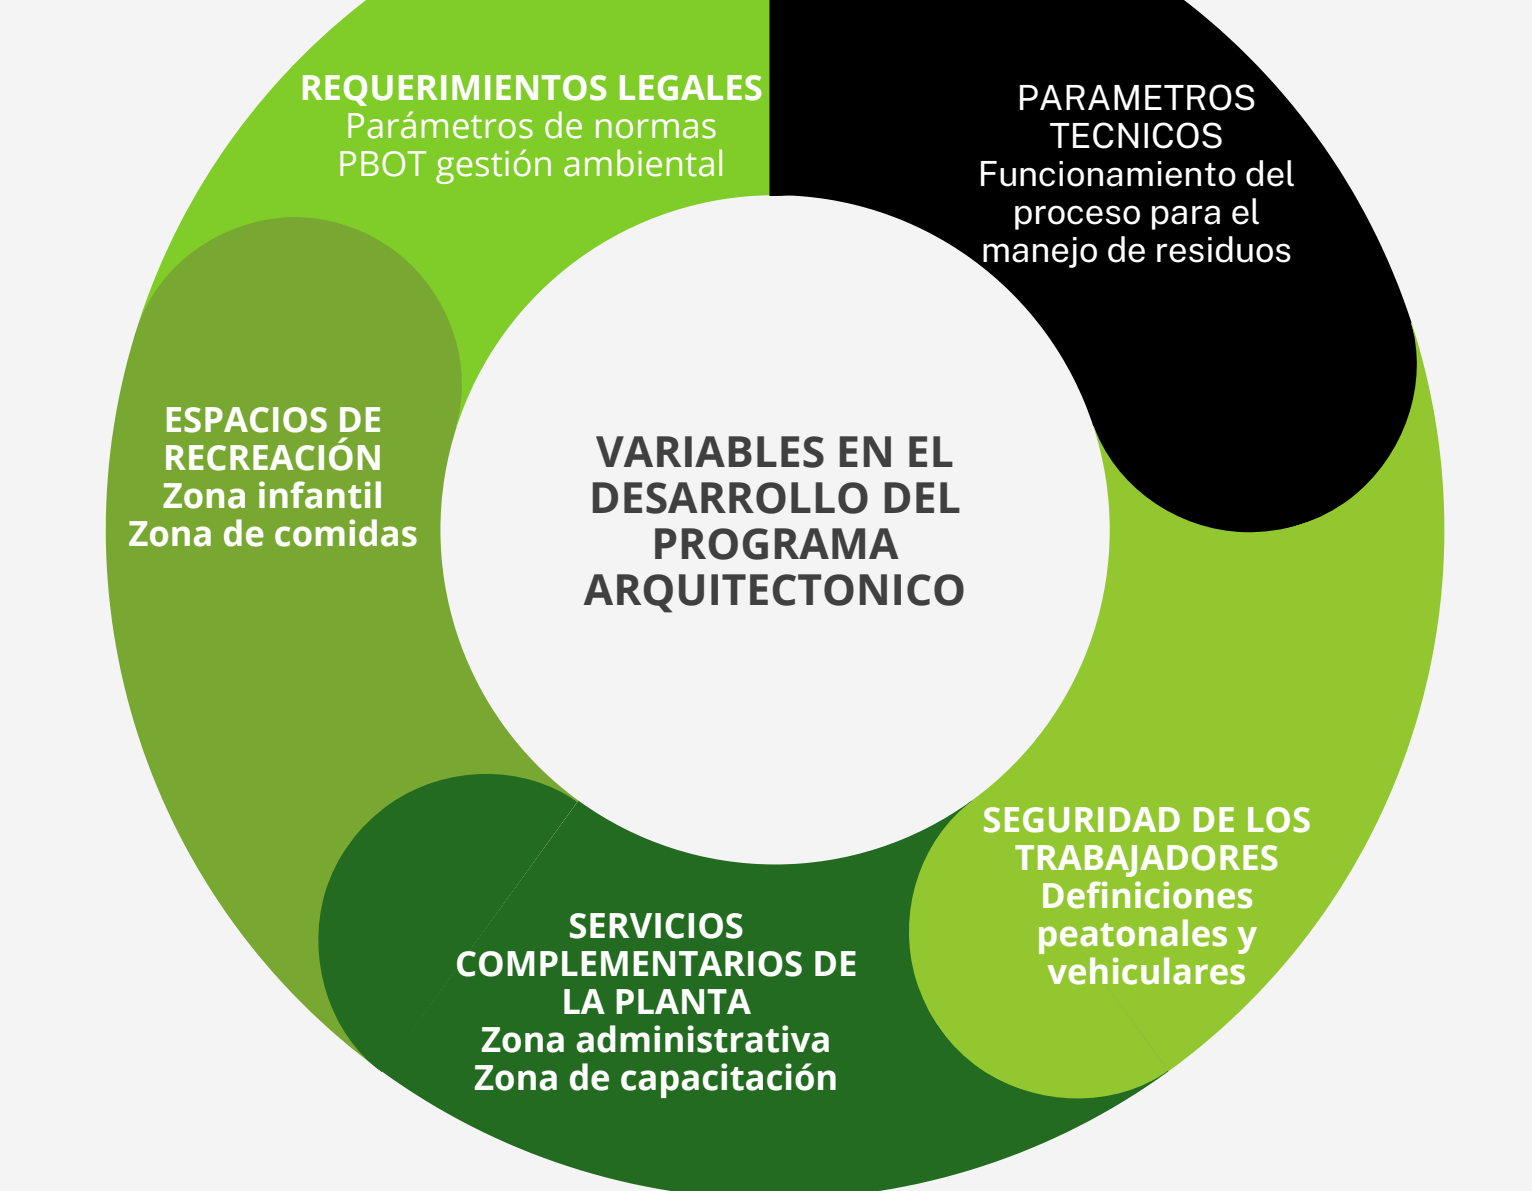 REQUERIMIENTOS LEGALES
Parámetros de normas
PBOT gestión ambiental
PARAMETROS
TECNICOS
Funcionamiento del
proceso para el
manejo de residuos
ESPACIOS DE
RECREACIÓN
Zona infantil
Zona de comidas
VARIABLES EN EL
DESARROLLO DEL
PROGRAMA
ARQUITECTONICO
SEGURIDAD DE LOS
TRABAJADORES
Definiciones
peatonales y
vehiculares
SERVICIOS
COMPLEMENTARIOS DE
LA PLANTA
Zona administrativa
Zona de capacitación